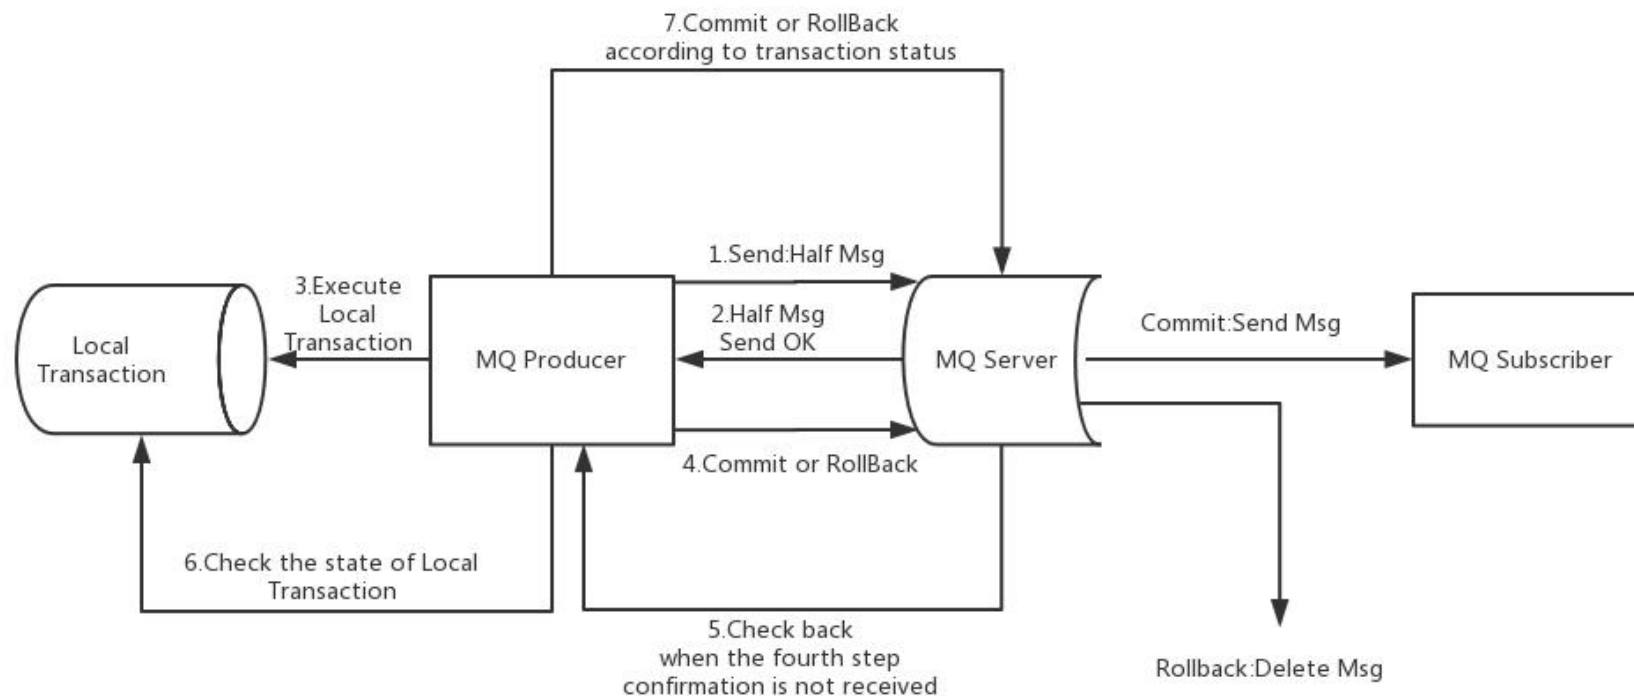 7.Commit or RollBack
according to transaction status
1.Send:Half Msg
3.Execute
Local
Transaction
2.Half Msg
Send OK
Commit:Send Msg
Local
Transaction
MQ Producer
MQ Server
MQ Subscriber
4.Commit or RollBack
6.Check the state of Local
Transaction
5.Check back
when the fourth step
confirmation is not received
Rollback:Delete Msg